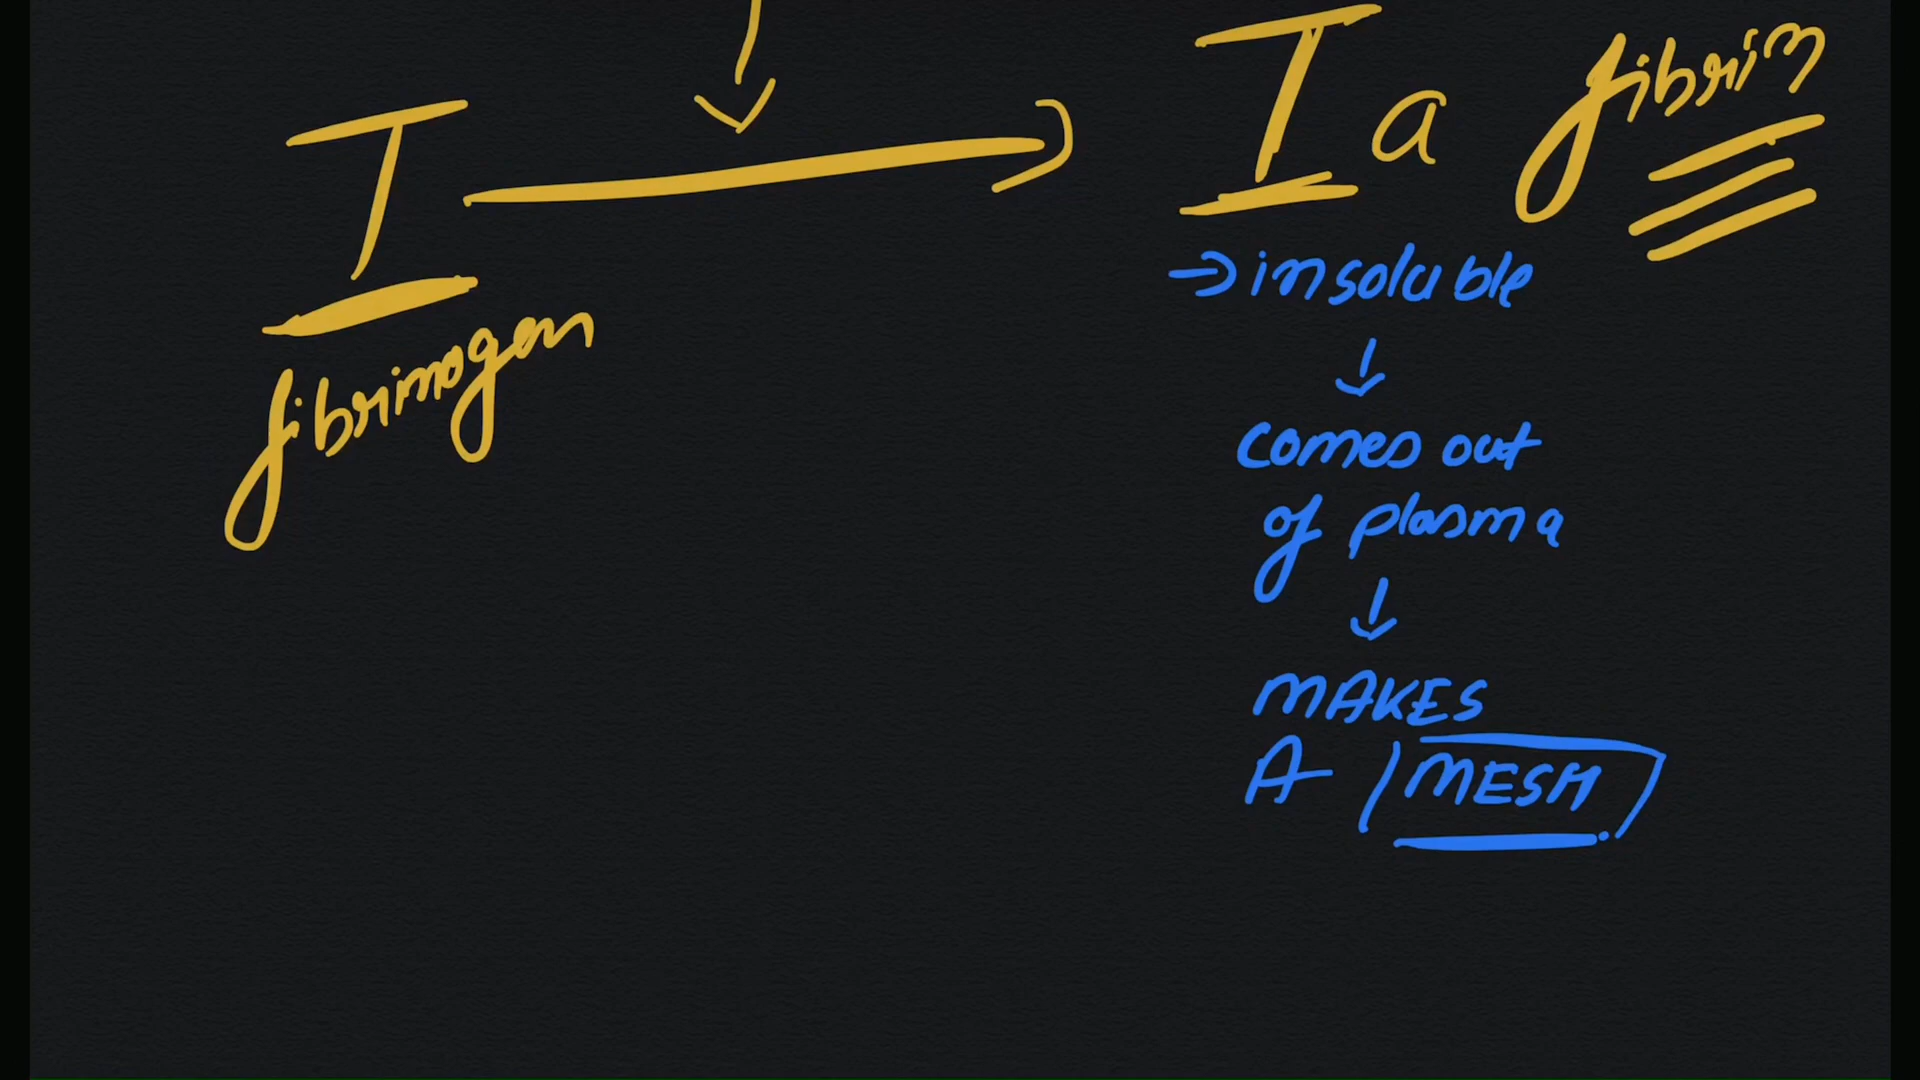 I → Ia fibrin
fibrinogen
→ insoluble
↓
comes out
of plasma
↓
MAKES
A MESH